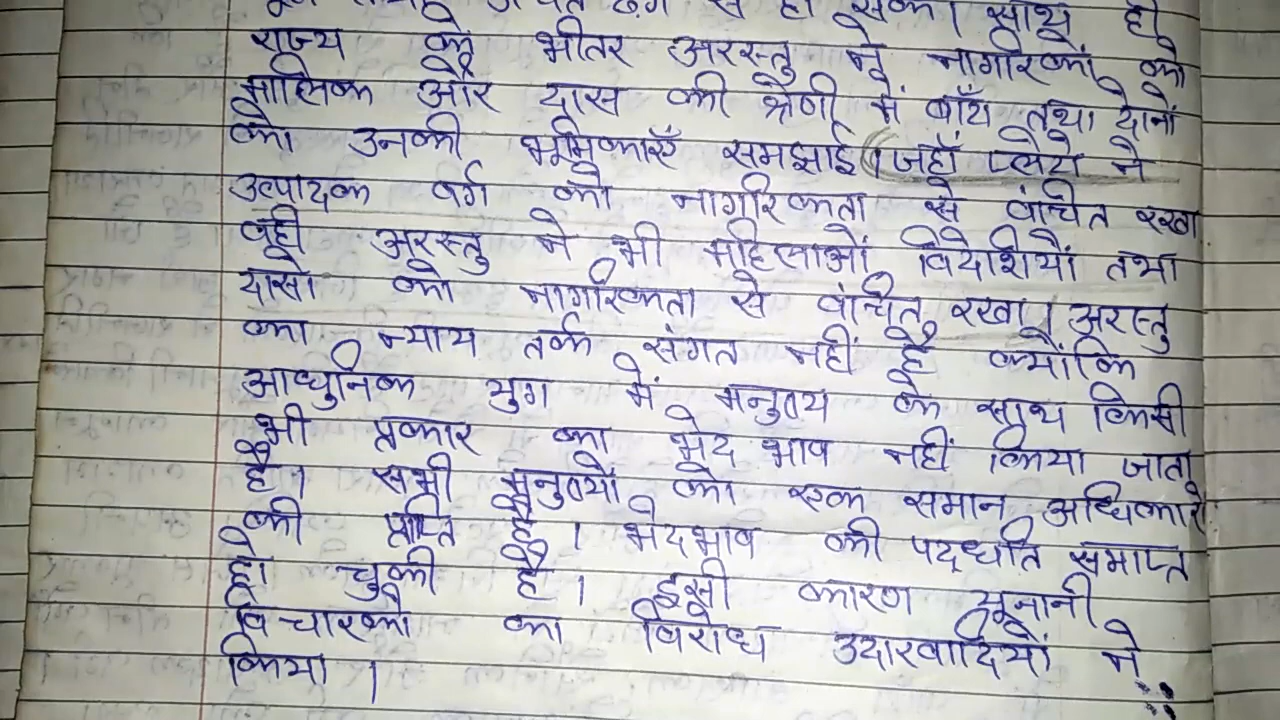 ढंग से हो सके। साथ ही
राज्य के भीतर अरस्तु ने नागरिकों को
मालिक और दास की श्रेणी में बाँटा तथा दोनों
को उनकी भूमिकाएँ समझाई। जहाँ प्लेटो ने
उत्पादक वर्ग को नागरिकता से वंचित रखा
वही अरस्तु ने भी महिलाओं विदेशियों तथा
दासो को नागरिकता से वंचित रखा। अरस्तु
का न्याय तर्क संगत नहीं है क्योंकि
आधुनिक युग में मनुष्य के साथ किसी
भी प्रकार का भेद भाव नहीं किया जाता
है। सभी मनुष्यों को एक समान अधिकारो
की प्राप्ति है। भेदभाव की पद्धति समाप्त
हो चुकी है। इसी कारण यूनानी
विचारको का विरोध उदारवादियों ने
किया।